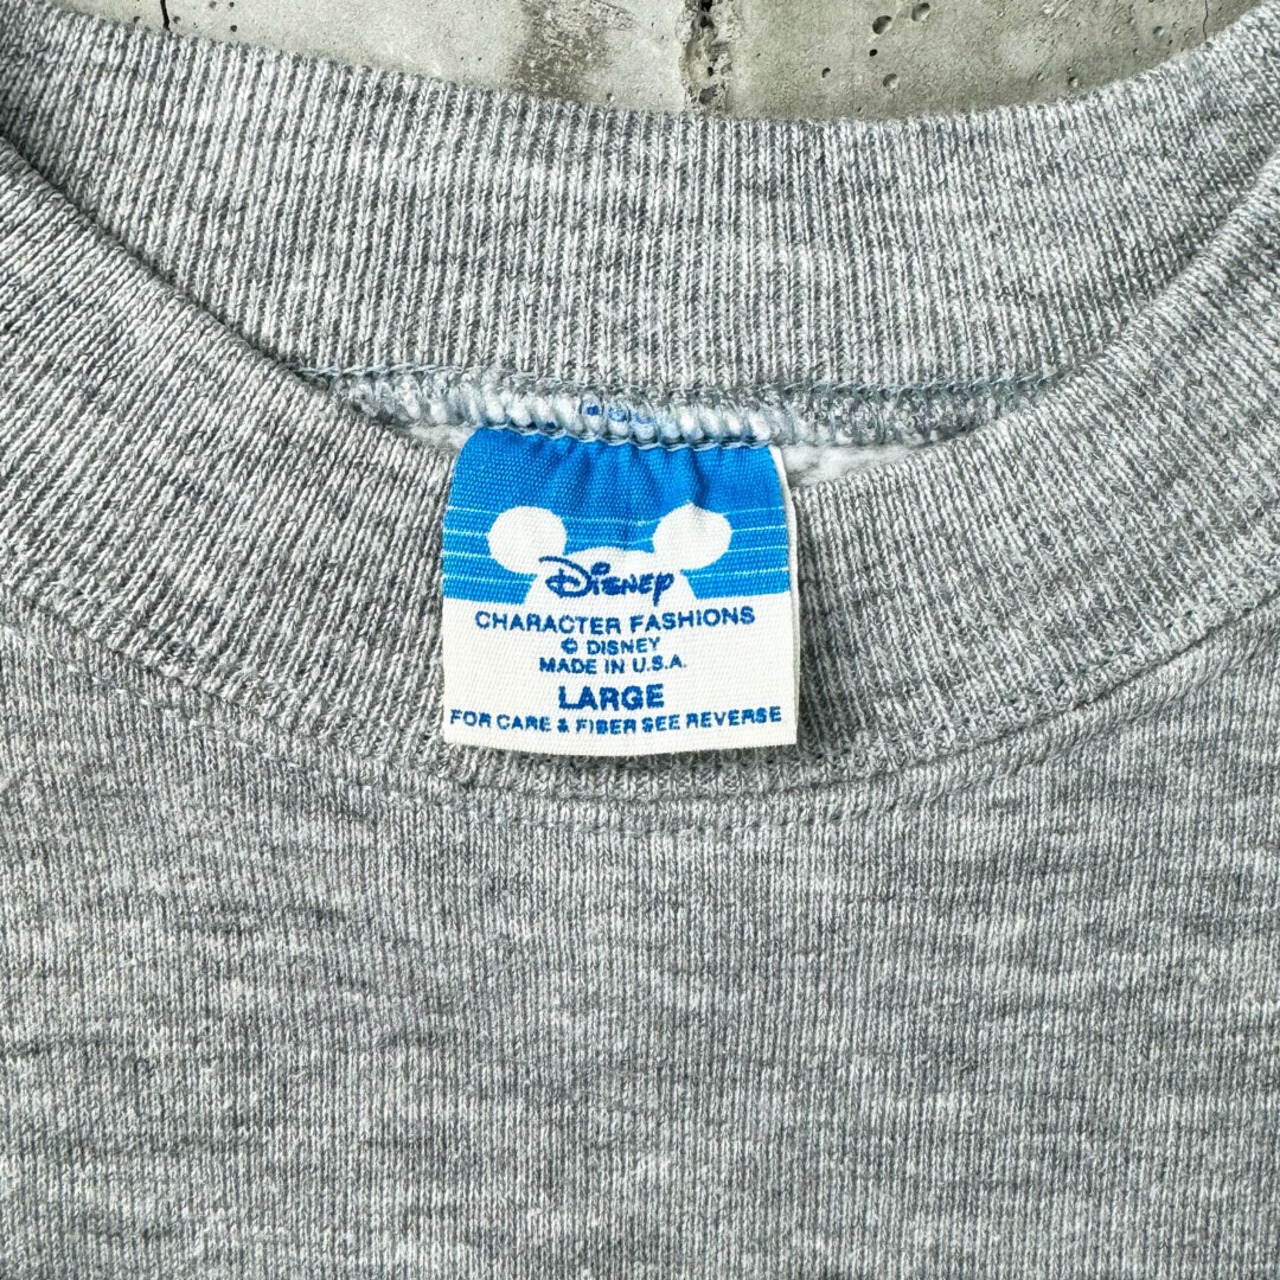 Disney
CHARACTER FASHIONS
© DISNEY
MADE IN U.S.A.
LARGE
FOR CARE & FIBER SEE REVERSE